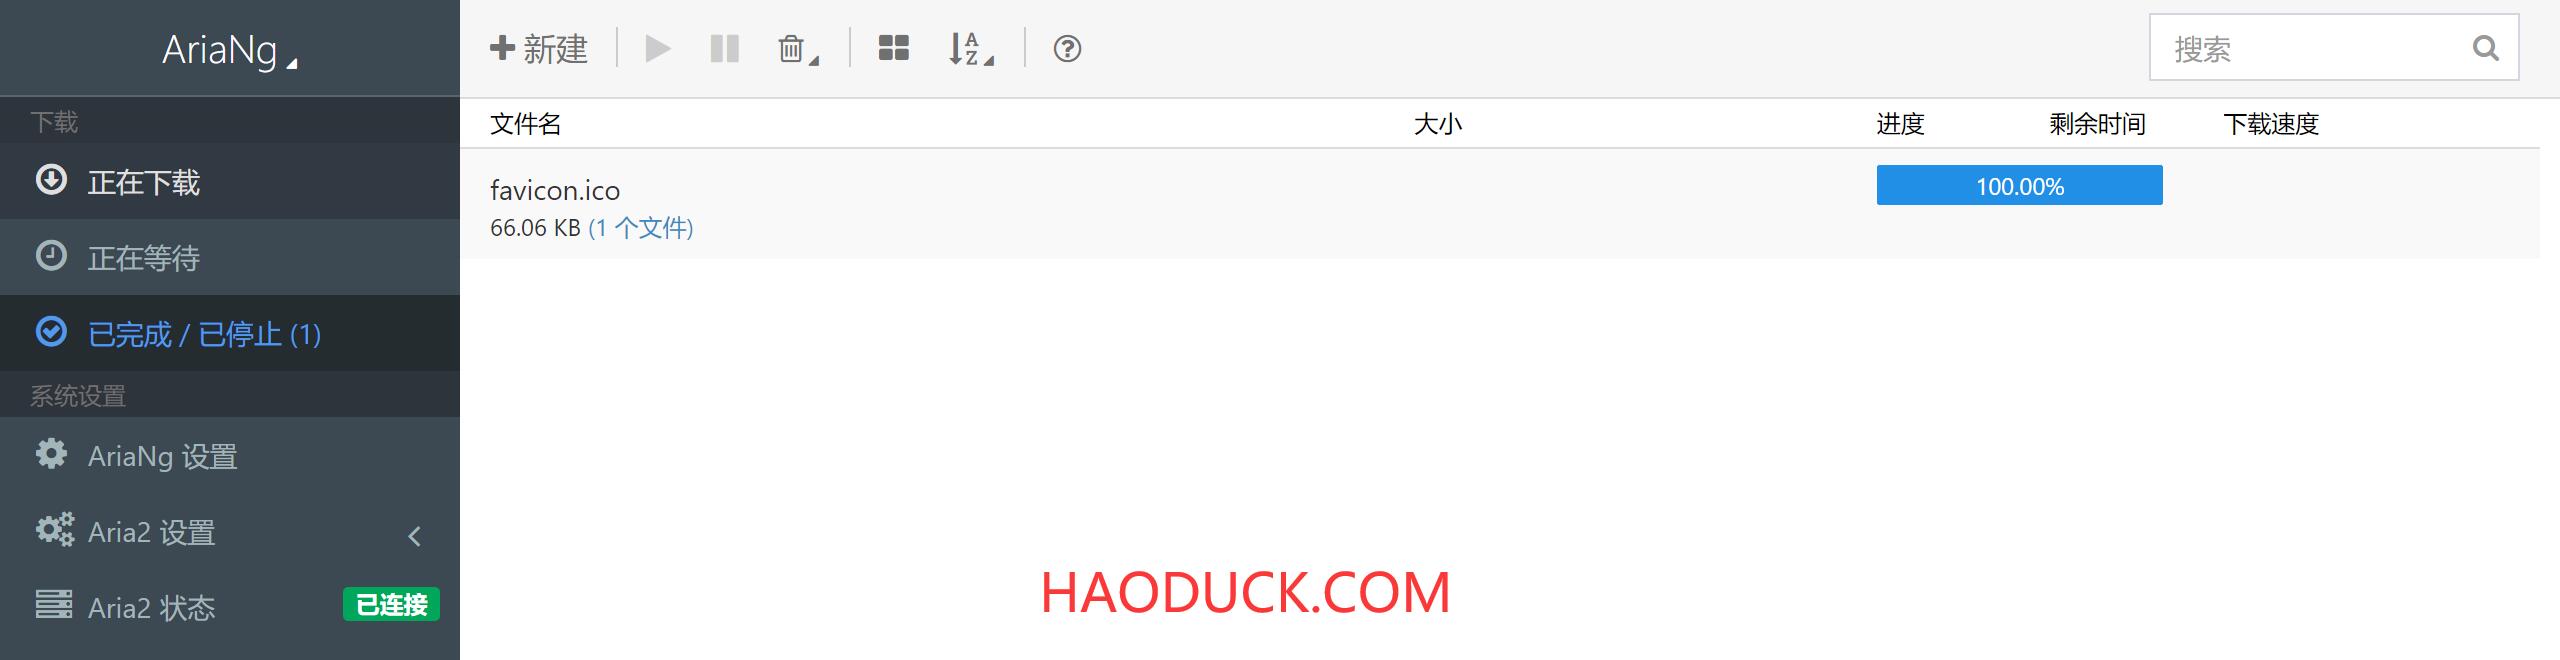 AriaNg
下载
正在下载
正在等待
已完成 / 已停止 (1)
系统设置
AriaNg 设置
Aria2 设置
Aria2 状态 已连接
新建 搜索
文件名 大小 进度 剩余时间 下载速度
favicon.ico 100.00%
66.06 KB (1 个文件)
HAODUCK.COM